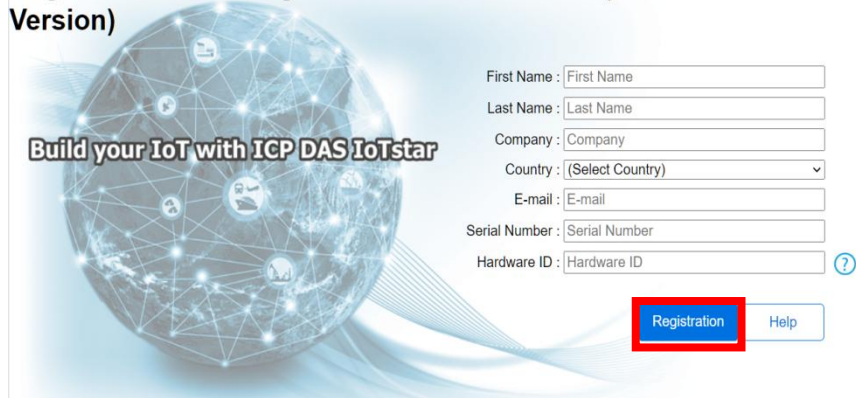 Version)
Build your IoT with ICP DAS IoTstar
First Name : First Name
Last Name : Last Name
Company : Company
Country : (Select Country)
E-mail : E-mail
Serial Number : Serial Number
Hardware ID : Hardware ID
?
Registration Help